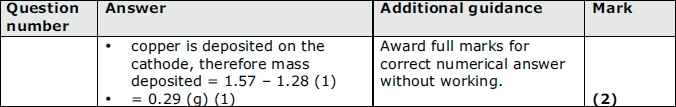 Question number
Answer
Additional guidance
Mark
• copper is deposited on the
cathode, therefore mass
deposited = 1.57 – 1.28 (1)
• = 0.29 (g) (1)
Award full marks for
correct numerical answer
without working.
(2)